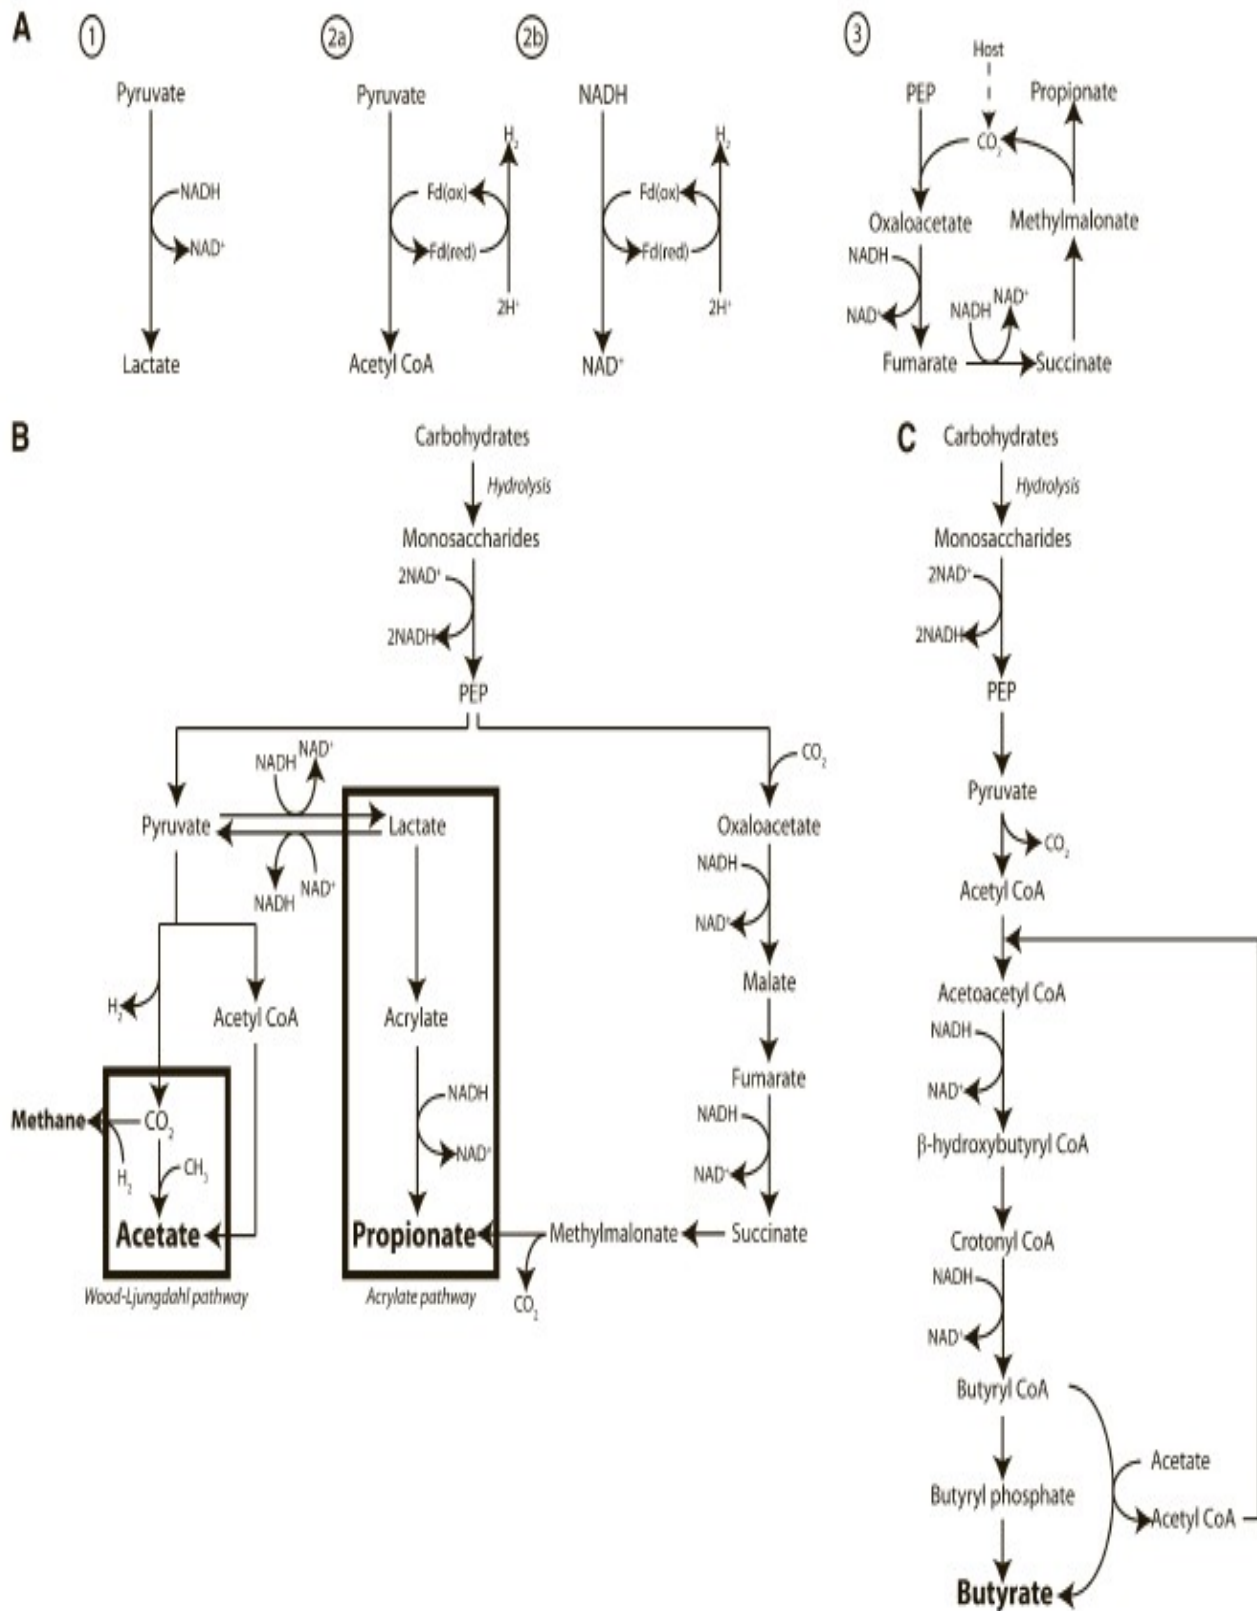 A
1
2a
2b
3
Pyruvate
NADH
NAD⁺
Lactate
Pyruvate
H₂
Fd(ox)
Fd(red)
2H⁺
Acetyl CoA
NADH
H₂
Fd(ox)
Fd(red)
2H⁺
NAD⁺
Host
PEP
Propionate
CO₂
Oxaloacetate
Methylmalonate
NADH
NAD⁺
NADH
NAD⁺
Fumarate
Succinate
B
Carbohydrates
Hydrolysis
Monosaccharides
2NAD⁺
2NADH
PEP
NADH
NAD⁺
CO₂
Pyruvate
Lactate
Oxaloacetate
NADH
NAD⁺
NADH
NAD⁺
Malate
H₂
Acetyl CoA
Acrylate
Fumarate
NADH
NADH
Methane
CO₂
NAD⁺
NAD⁺
H₂
CH₃
Acetate
Propionate
Methylmalonate
Succinate
Wood-Ljungdahl pathway
Acrylate pathway
CO₂
C
Carbohydrates
Hydrolysis
Monosaccharides
2NAD⁺
2NADH
PEP
Pyruvate
CO₂
Acetyl CoA
Acetoacetyl CoA
NADH
NAD⁺
β-hydroxybutyryl CoA
Crotonyl CoA
NADH
NAD⁺
Butyryl CoA
Acetate
Butyryl phosphate
Acetyl CoA
Butyrate